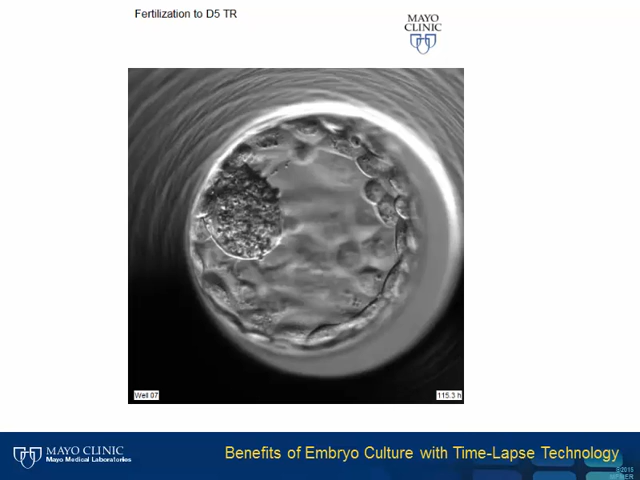 Fertilization to D5 TR
MAYO
CLINIC
Well 07
115.3 h
MAYO CLINIC
Mayo Medical Laboratories
Benefits of Embryo Culture with Time-Lapse Technology